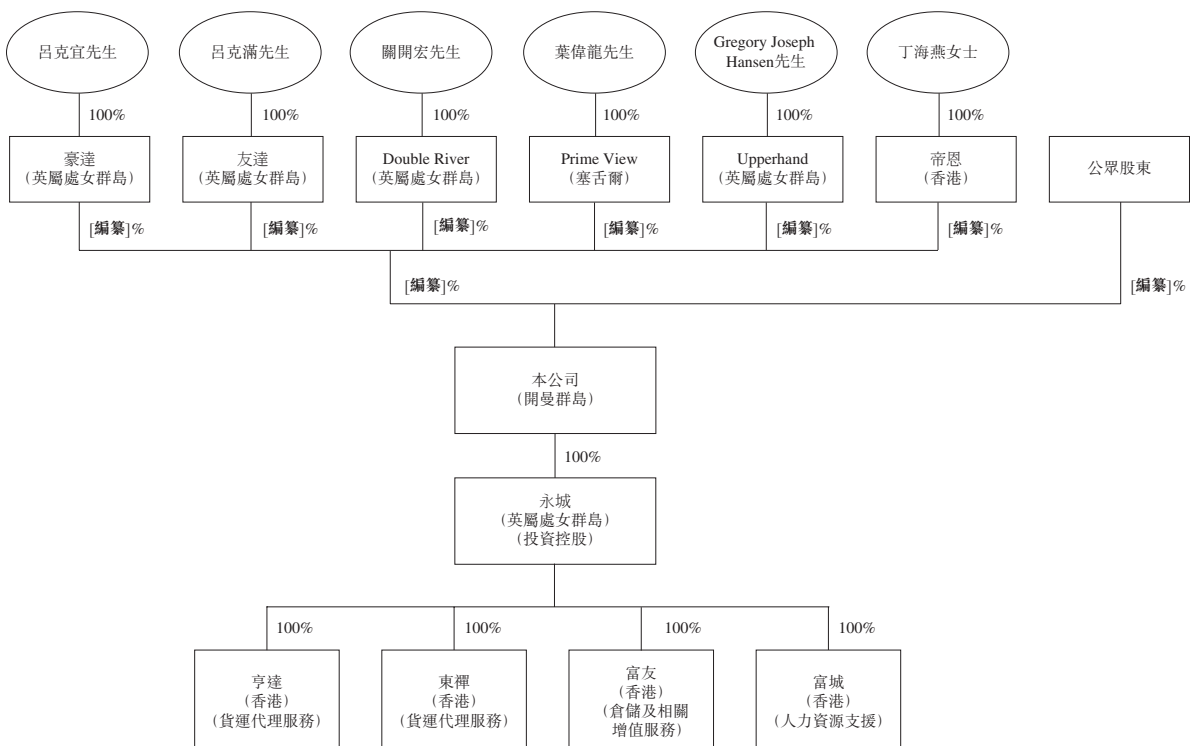 呂克宜先生
呂克滿先生
關開宏先生
葉偉龍先生
Gregory Joseph
Hansen先生
丁海燕女士
100%
100%
100%
100%
100%
100%
豪達
(英屬處女群島)
友達
(英屬處女群島)
Double River
(英屬處女群島)
Prime View
(塞舌爾)
Upperhand
(英屬處女群島)
帝恩
(香港)
公眾股東
[編纂]%
[編纂]%
[編纂]%
[編纂]%
[編纂]%
[編纂]%
[編纂]%
[編纂]%
本公司
(開曼群島)
100%
永城
(英屬處女群島)
(投資控股)
100%
100%
100%
100%
亨達
(香港)
(貨運代理服務)
東禪
(香港)
(貨運代理服務)
富友
(香港)
(倉儲及相關
增值服務)
富城
(香港)
(人力資源支援)